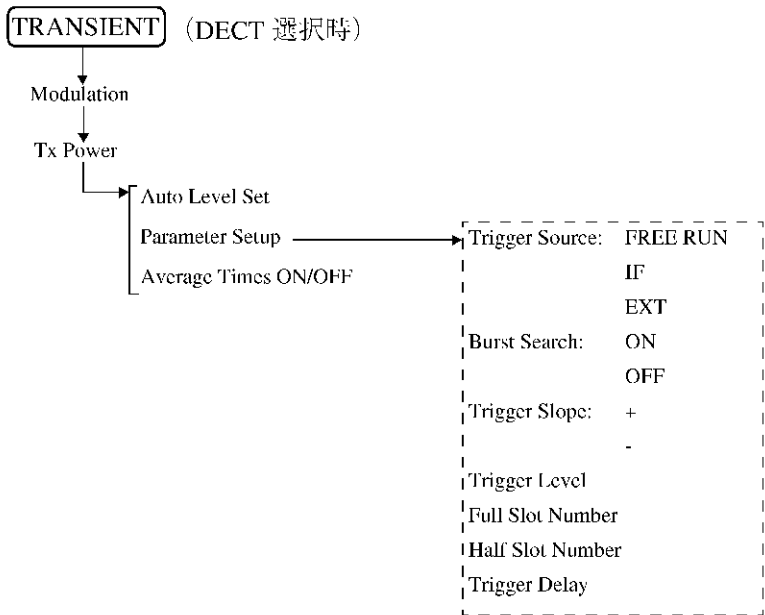 TRANSIENT (DECT 選択時)
Modulation
Tx Power
Auto Level Set
Parameter Setup
Average Times ON/OFF
Trigger Source: FREE RUN
IF
EXT
Burst Search: ON
OFF
Trigger Slope: +
-
Trigger Level
Full Slot Number
Half Slot Number
Trigger Delay